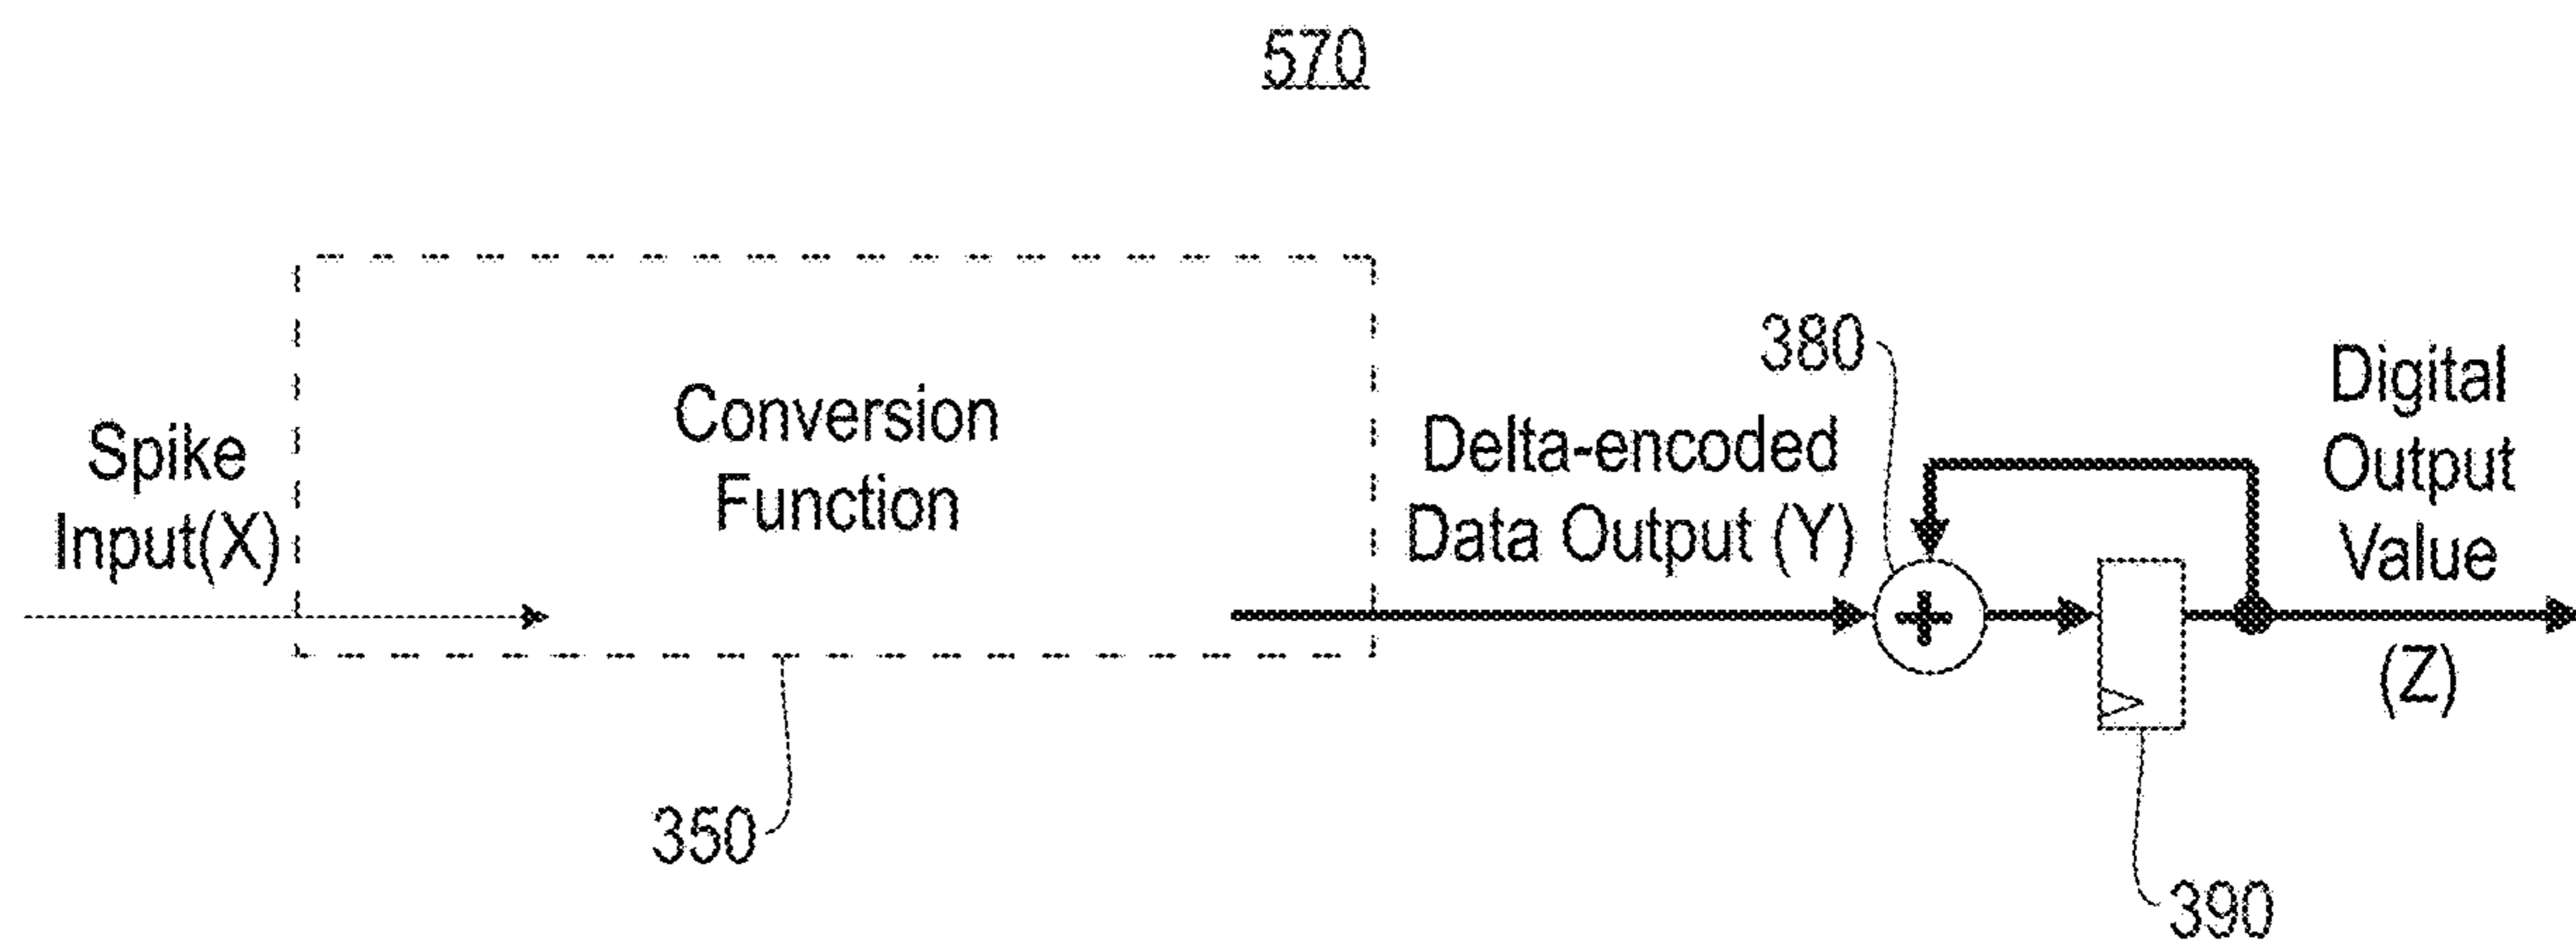 570
Spike
Input(X)
Conversion
Function
350
Delta-encoded
Data Output (Y)
380
+
390
Digital
Output
Value
(Z)